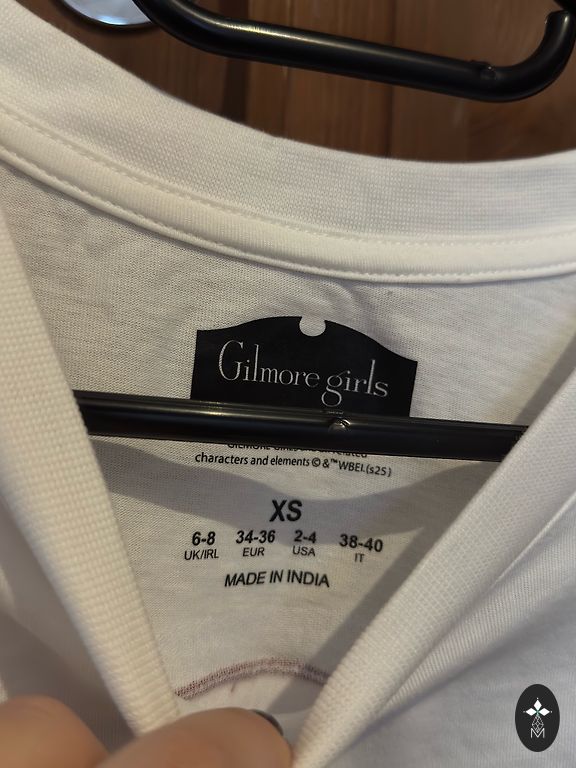 Gilmore girls
characters and elements © & ™ WBEI. (s25)
XS
6-8 34-36 2-4 38-40
UK/IRL EUR USA IT
MADE IN INDIA
M